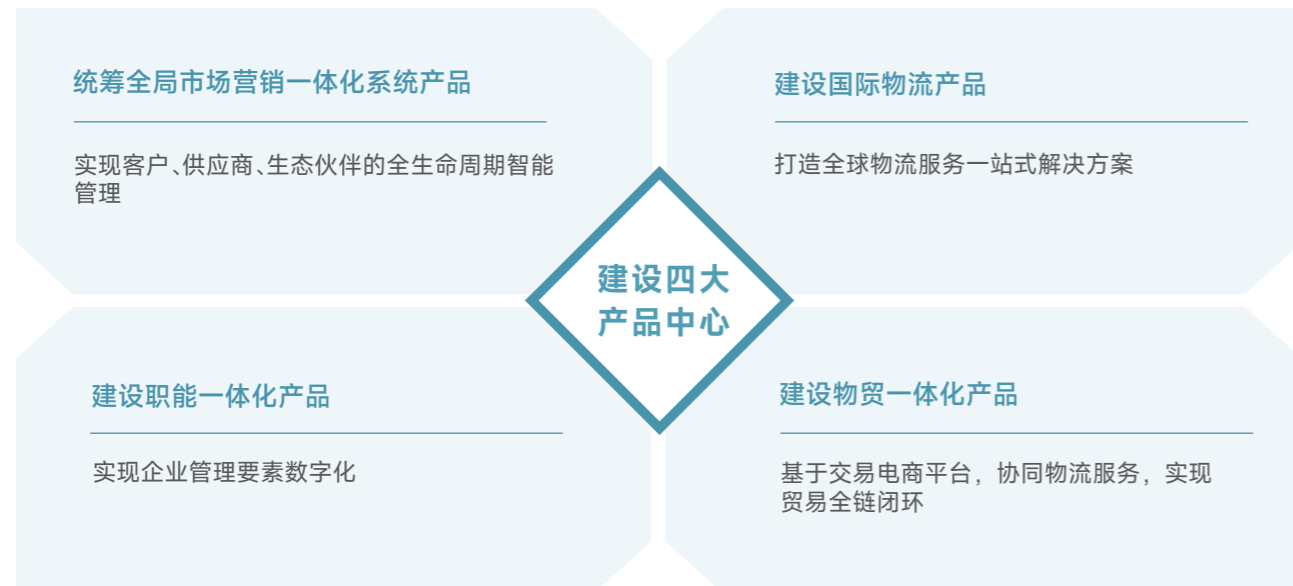 统筹全局市场营销一体化系统产品
实现客户、供应商、生态伙伴的全生命周期智能
管理
建设国际物流产品
打造全球物流服务一站式解决方案
建设四大
产品中心
建设职能一体化产品
实现企业管理要素数字化
建设物贸一体化产品
基于交易电商平台，协同物流服务，实现
贸易全链闭环